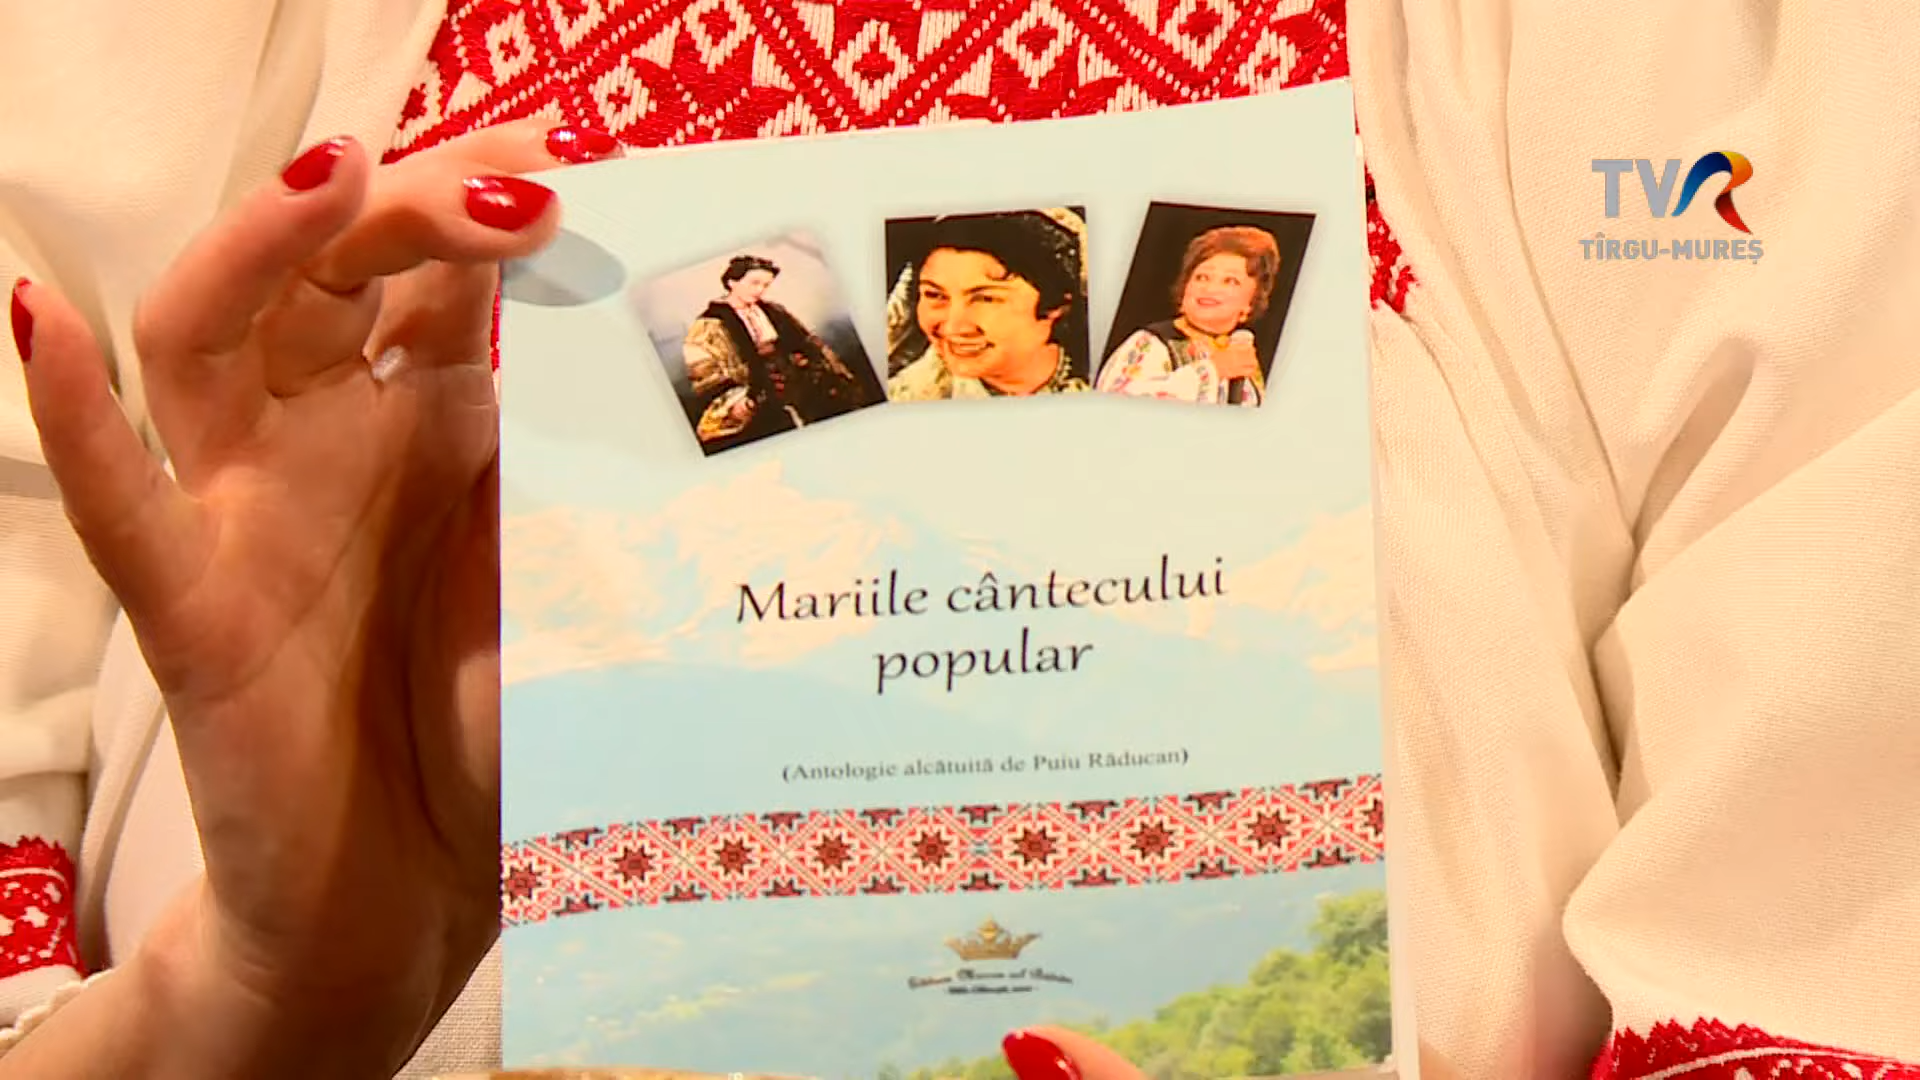 TVR
TÎRGU-MUREȘ
Mariile cântecului
popular
(Antologie alcătuită de Puiu Răducan)